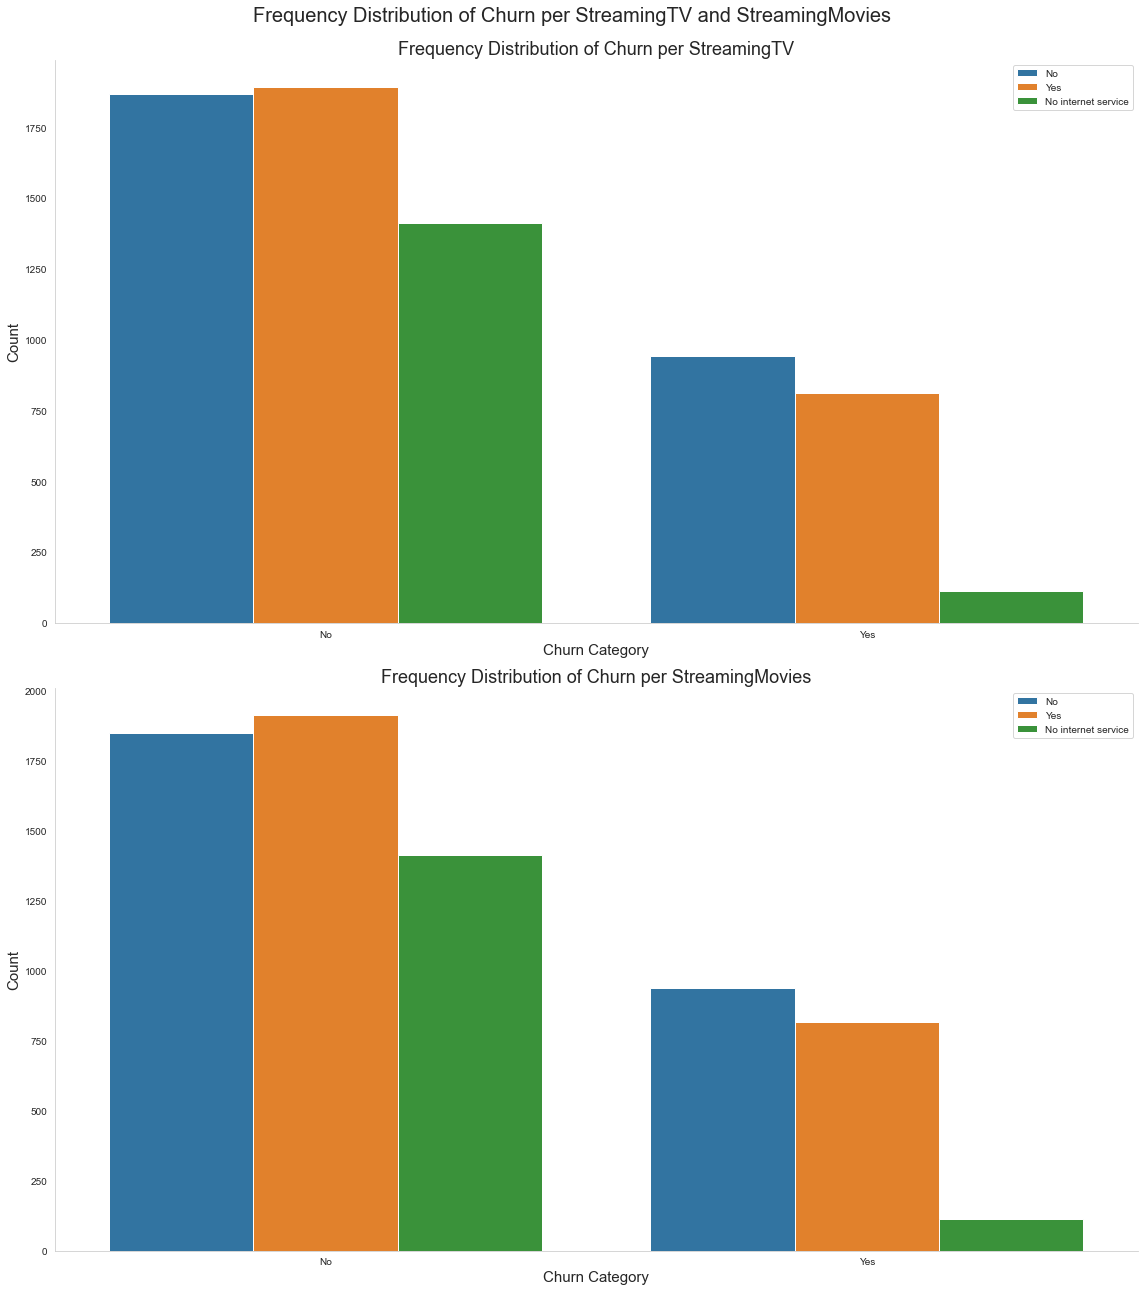 Frequency Distribution of Churn per StreamingTV and StreamingMovies
Frequency Distribution of Churn per StreamingTV
No
Yes
No internet service
1750
1500
1250
1000
750
500
250
0
Count
No Yes
Churn Category
Frequency Distribution of Churn per StreamingMovies
No
Yes
No internet service
2000
1750
1500
1250
1000
750
500
250
0
Count
No Yes
Churn Category